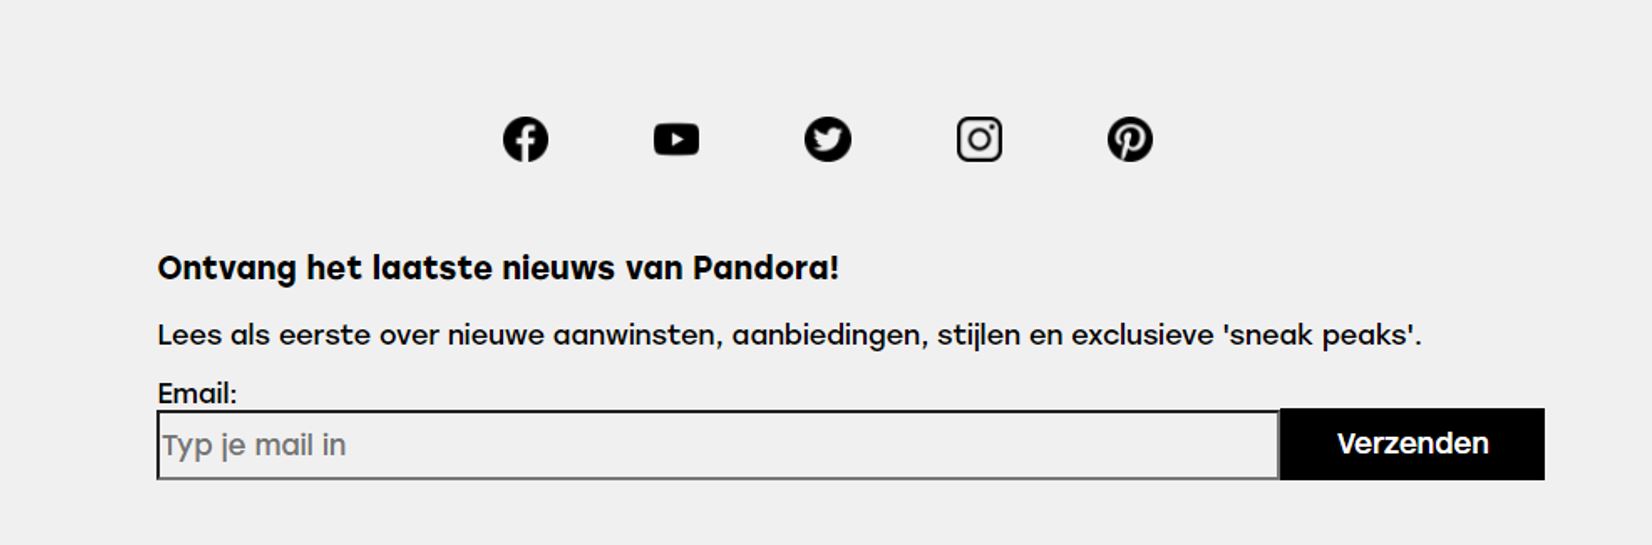 Ontvang het laatste nieuws van Pandora!
Lees als eerste over nieuwe aanwinsten, aanbiedingen, stijlen en exclusieve 'sneak peaks'.
Email:
Typ je mail in
Verzenden